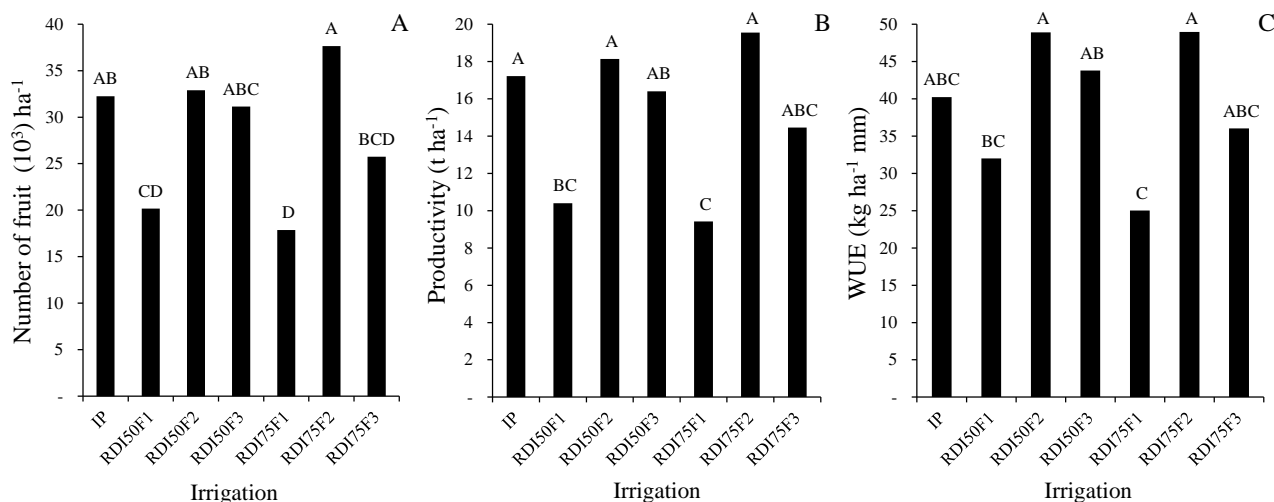 A
Number of fruit (10³) ha⁻¹
40
35
30
25
20
15
10
5
-
AB
CD
AB
ABC
D
A
BCD
IP
RDI50F1
RDI50F2
RDI50F3
RDI75F1
RDI75F2
RDI75F3
Irrigation
B
Productivity (t ha⁻¹)
20
18
16
14
12
10
8
6
4
2
-
A
BC
A
AB
C
A
ABC
IP
RDI50F1
RDI50F2
RDI50F3
RDI75F1
RDI75F2
RDI75F3
Irrigation
C
WUE (kg ha⁻¹ mm)
50
45
40
35
30
25
20
15
10
5
-
ABC
BC
A
AB
C
A
ABC
IP
RDI50F1
RDI50F2
RDI50F3
RDI75F1
RDI75F2
RDI75F3
Irrigation